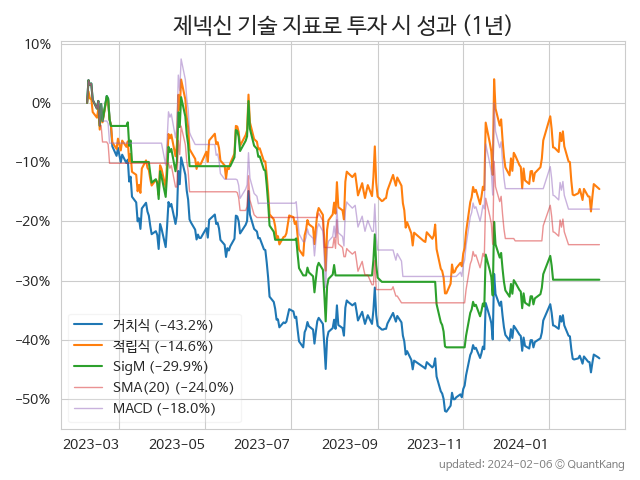 제넥신 기술 지표로 투자 시 성과 (1년)
10%
0%
−10%
−20%
−30%
−40%
−50%
거치식 (−43.2%)
적립식 (−14.6%)
SigM (−29.9%)
SMA(20) (−24.0%)
MACD (−18.0%)
2023-03 2023-05 2023-07 2023-09 2023-11 2024-01
updated: 2024-02-06 © QuantKang